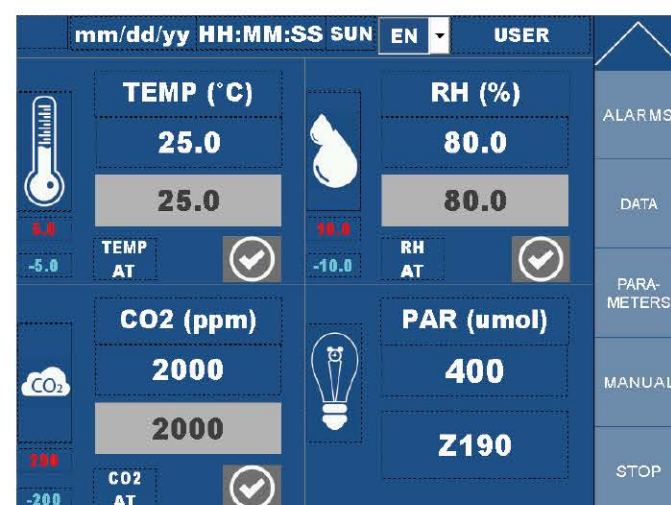 mm/dd/yy HH:MM:SS SUN EN USER
TEMP (°C)
25.0
25.0
5.0
-5.0
TEMP
AT
RH (%)
80.0
80.0
10.0
-10.0
RH
AT
CO2 (ppm)
CO₂
2000
2000
200
-200
CO2
AT
PAR (umol)
400
Z190
ALARMS
DATA
PARA-
METERS
MANUAL
STOP